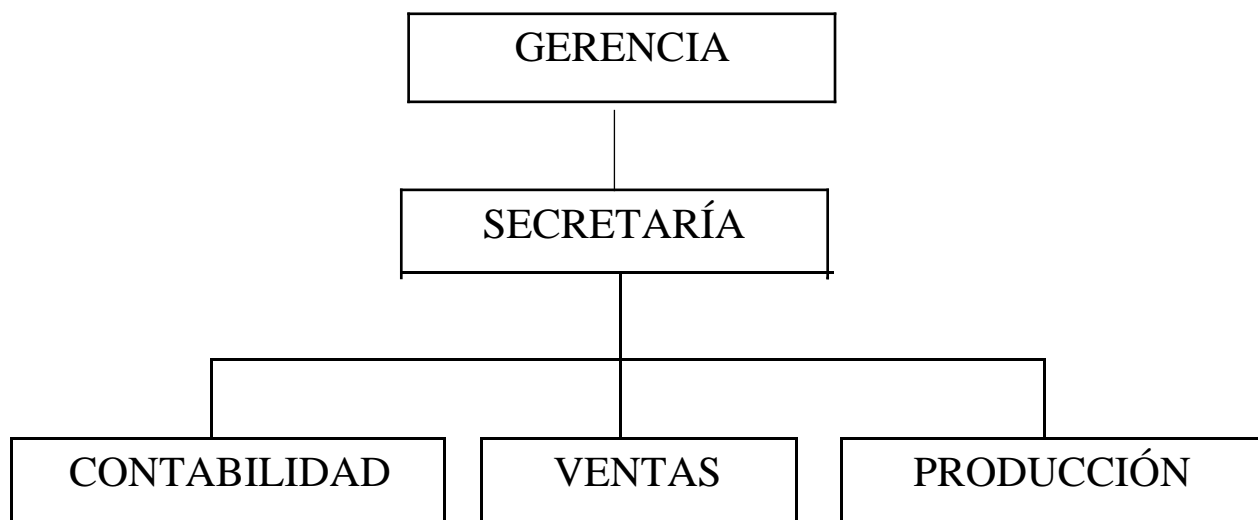 GERENCIA
SECRETARÍA
CONTABILIDAD
VENTAS
PRODUCCIÓN